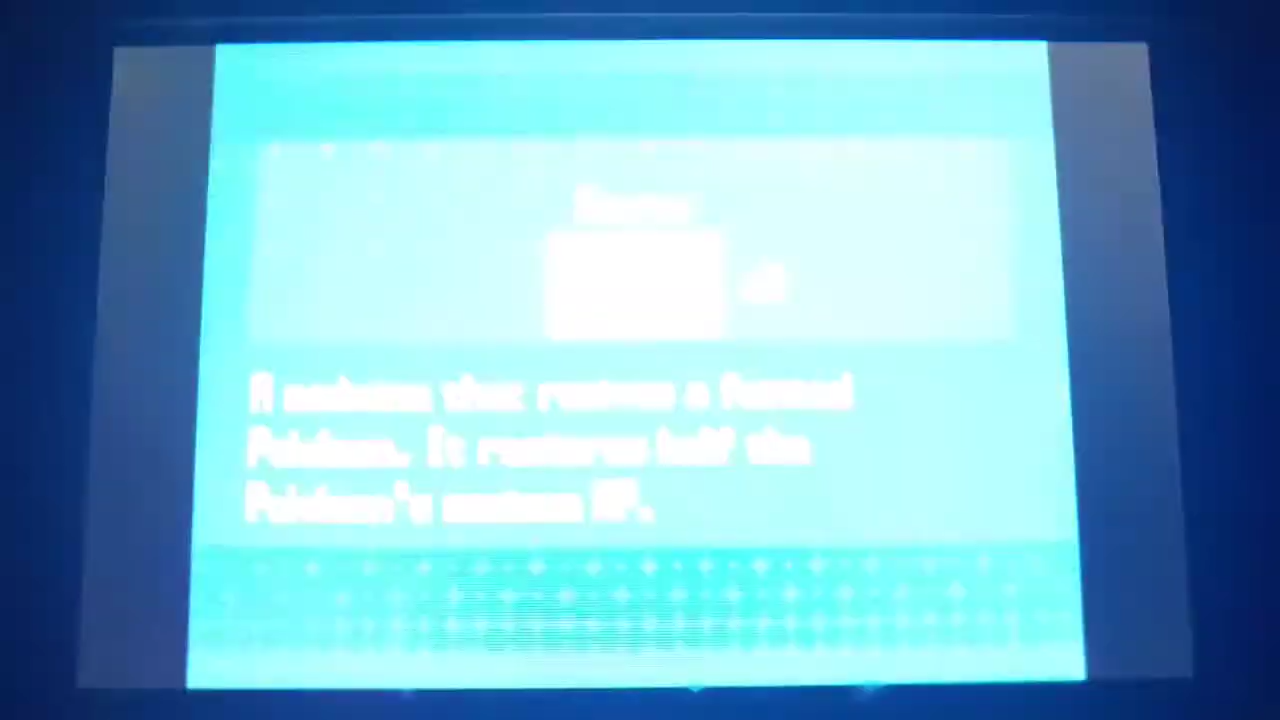 A medicine that revives a fainted
Pokémon. It restores half the
Pokémon's maximum HP.